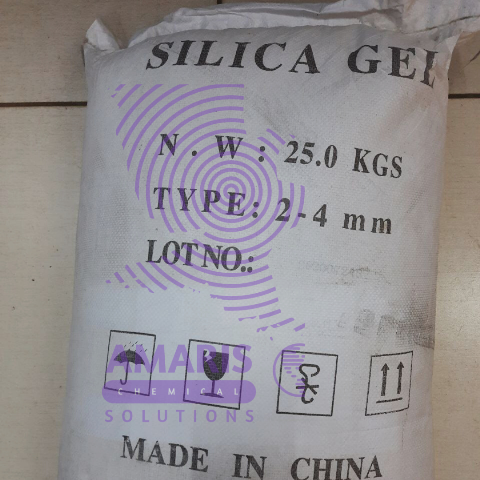 SILICA GEL
N. W: 25.0 KGS
TYPE: 2-4 mm
LOT NO.:
AMARIS
CHEMICAL
SOLUTIONS
MADE IN CHINA